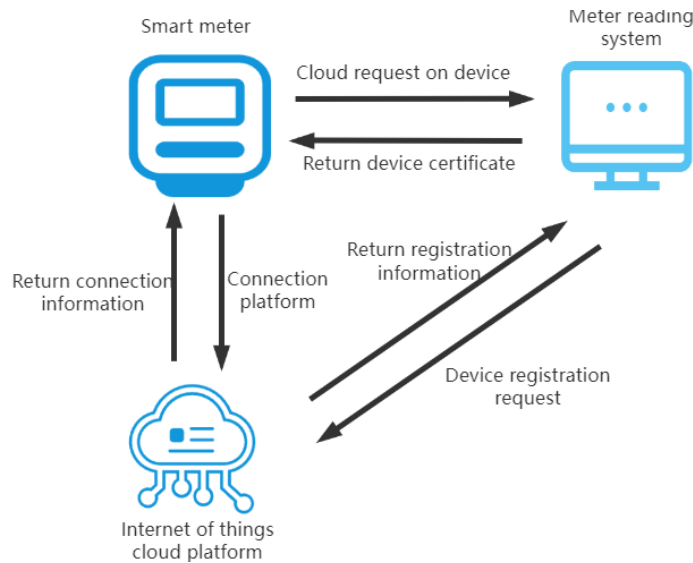 Smart meter
Meter reading
system
Cloud request on device
Return device certificate
Return connection
information
Connection
platform
Return registration
information
Device registration
request
Internet of things
cloud platform